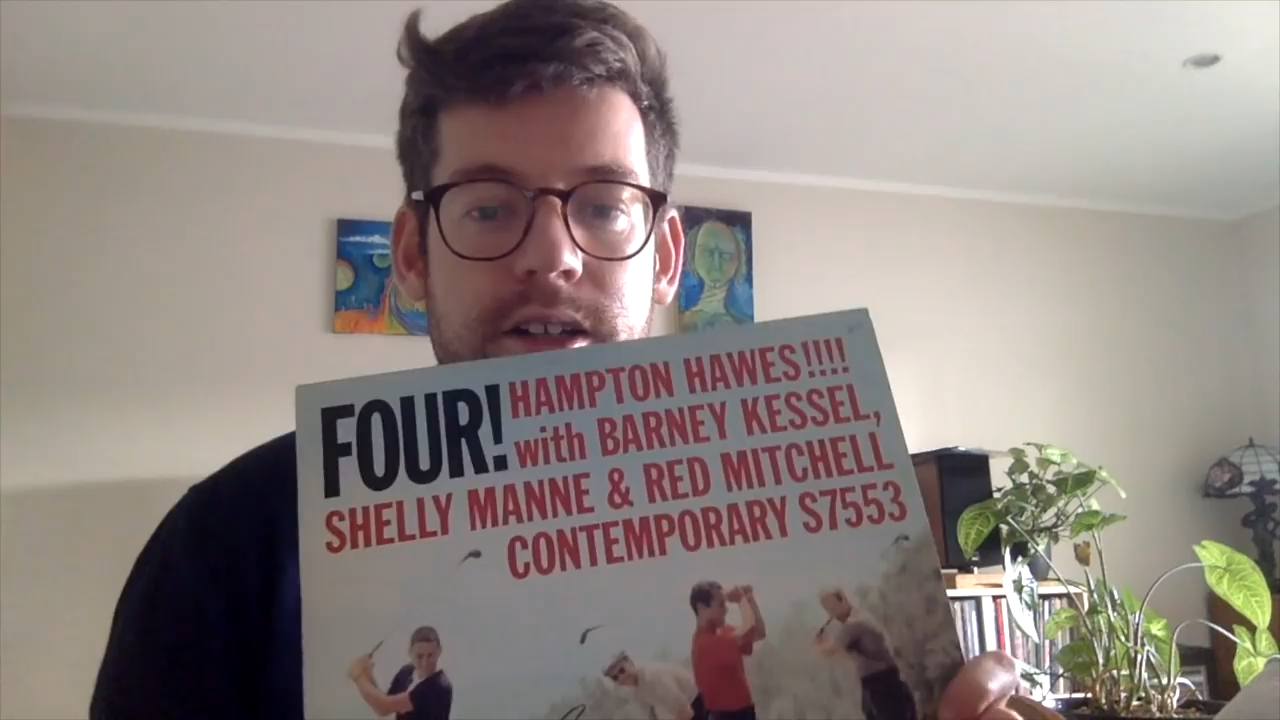 FOUR! HAMPTON HAWES!!!!
with BARNEY KESSEL,
SHELLY MANNE & RED MITCHELL
CONTEMPORARY S7553